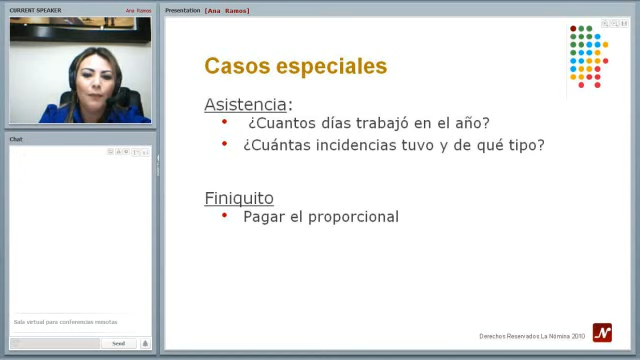 CURRENT SPEAKER
Ana Ramos
Presentation
[Ana Ramos]
Casos especiales
Asistencia:
• ¿Cuantos días trabajó en el año?
• ¿Cuántas incidencias tuvo y de qué tipo?
Finiquito
• Pagar el proporcional
Chat
Sala virtual para conferencias remotas
Send
Derechos Reservados La Nómina 2010
N